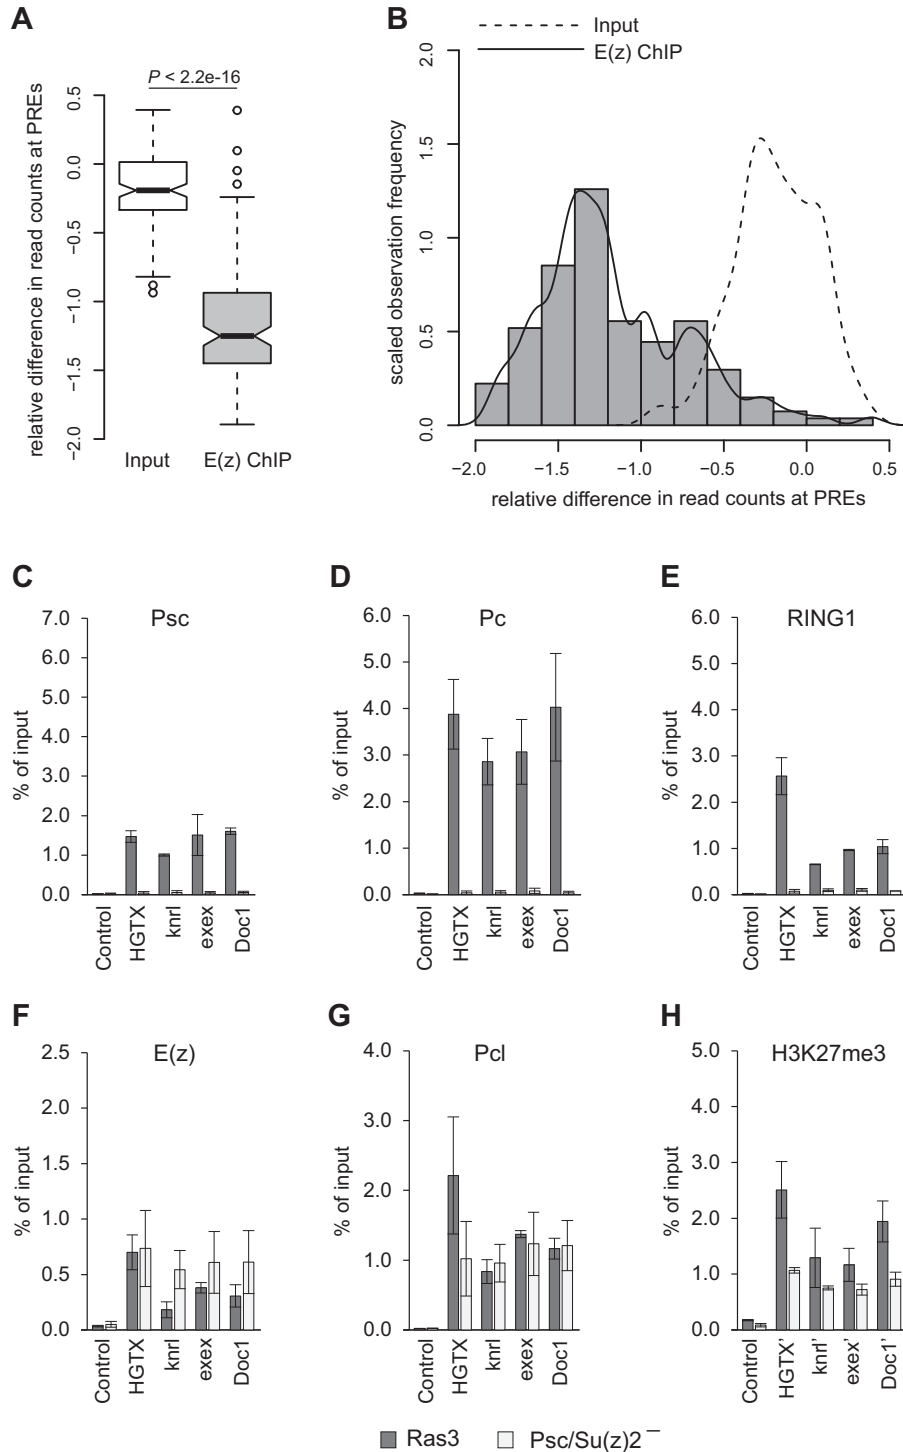 A
P < 2.2e-16
relative difference in read counts at PREs
0.5
0.0
−0.5
−1.0
−1.5
−2.0
Input
E(z) ChIP
B
Input
E(z) ChIP
scaled observation frequency
2.0
1.5
1.0
0.5
0.0
−2.0 −1.5 −1.0 −0.5 0.0 0.5
relative difference in read counts at PREs
C
Psc
% of input
7.0
6.0
5.0
4.0
3.0
2.0
1.0
0.0
Control HGTX knrl exex Doc1
D
Pc
% of input
6.0
5.0
4.0
3.0
2.0
1.0
0.0
Control HGTX knrl exex Doc1
E
RING1
% of input
6.0
5.0
4.0
3.0
2.0
1.0
0.0
Control HGTX knrl exex Doc1
F
E(z)
% of input
2.5
2.0
1.5
1.0
0.5
0.0
Control HGTX knrl exex Doc1
G
Pcl
% of input
4.0
3.0
2.0
1.0
0.0
Control HGTX knrl exex Doc1
H
H3K27me3
% of input
5.0
4.0
3.0
2.0
1.0
0.0
Control HGTX' knrl' exex' Doc1'
Ras3 Psc/Su(z)2⁻